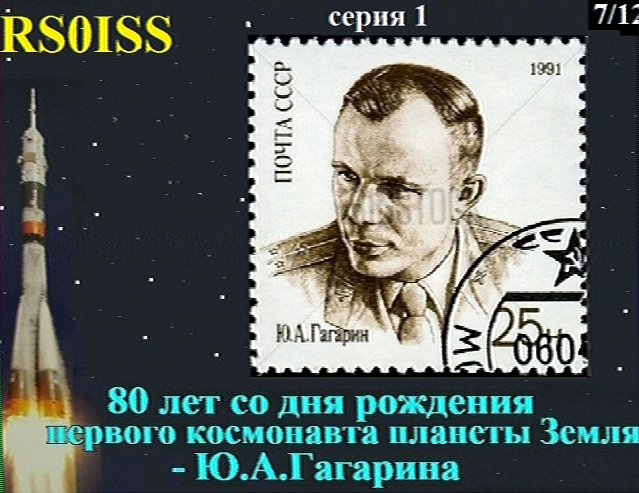 серия 1
7/12
RS0ISS
1991
ПОЧТА СССР
Ю.А.Гагарин
25к
80 лет со дня рождения
первого космонавта планеты Земля
- Ю.А.Гагарина